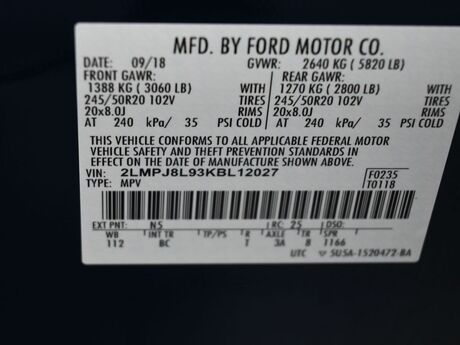 MFD. BY FORD MOTOR CO.
DATE: 09/18 GVWR: 2640 KG ( 5820 LB)
FRONT GAWR: REAR GAWR:
1388 KG ( 3060 LB) WITH 1270 KG ( 2800 LB) WITH
245/50R20 102V TIRES 245/50R20 102V TIRES
20x8.0J RIMS 20x8.0J RIMS
AT 240 kPa/ 35 PSI COLD AT 240 kPa/ 35 PSI COLD
THIS VEHICLE CONFORMS TO ALL APPLICABLE FEDERAL MOTOR
VEHICLE SAFETY AND THEFT PREVENTION STANDARDS IN
EFFECT ON THE DATE OF MANUFACTURE SHOWN ABOVE.
VIN: 2LMPJ8L93KBL12027 F0235
TYPE: MPV T0118
EXT PNT: N5 RC: 25 DSO:
WB INT TR TP/PS R AXLE TR SPR
112 BC T 3A 8 1166
UTC 5U5A-1520472-BA